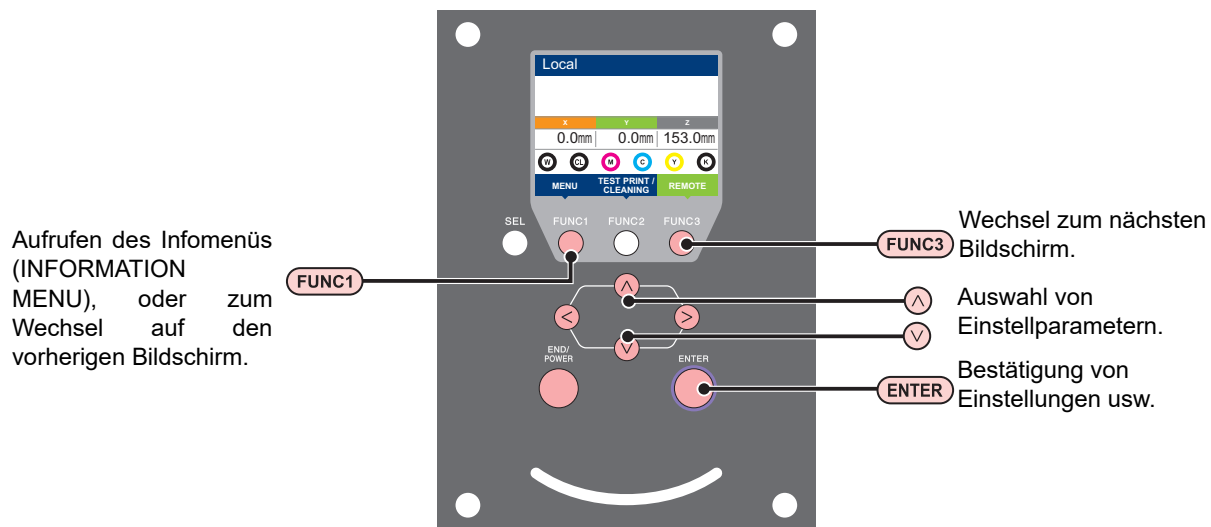 Local
X Y Z
0.0mm 0.0mm 153.0mm
W CL M C Y K
MENU TEST PRINT / CLEANING REMOTE
SEL FUNC1 FUNC2 FUNC3
Aufrufen des Infomenüs
(INFORMATION
MENU), oder zum
Wechsel auf den
vorherigen Bildschirm.
FUNC1
FUNC3
Wechsel zum nächsten
Bildschirm.
Auswahl von
Einstellparametern.
END/
POWER
ENTER
ENTER
Bestätigung von
Einstellungen usw.